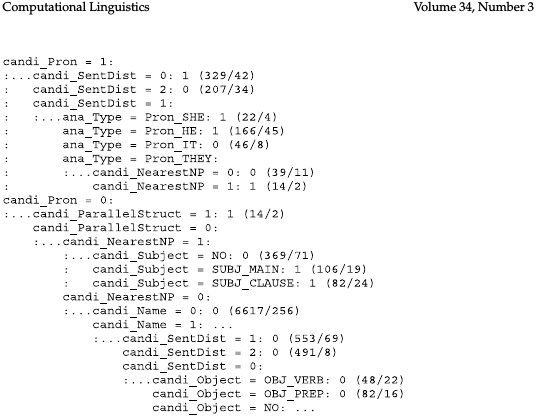 Computational Linguistics Volume 34, Number 3
candi_Pron = 1:
:...candi_SentDist = 0: 1 (329/42)
:   candi_SentDist = 2: 0 (207/34)
:   candi_SentDist = 1:
:   :...ana_Type = Pron_SHE: 1 (22/4)
:       ana_Type = Pron_HE: 1 (166/45)
:       ana_Type = Pron_IT: 0 (46/8)
:       ana_Type = Pron_THEY:
:       :...candi_NearestNP = 0: 0 (39/11)
:           candi_NearestNP = 1: 1 (14/2)
candi_Pron = 0:
:...candi_ParallelStruct = 1: 1 (14/2)
    candi_ParallelStruct = 0:
    :...candi_NearestNP = 1:
        :...candi_Subject = NO: 0 (369/71)
        :   candi_Subject = SUBJ_MAIN: 1 (106/19)
        :   candi_Subject = SUBJ_CLAUSE: 1 (82/24)
        candi_NearestNP = 0:
        :...candi_Name = 0: 0 (6617/256)
            candi_Name = 1: ...
            :...candi_SentDist = 1: 0 (553/69)
                candi_SentDist = 2: 0 (491/8)
                candi_SentDist = 0:
                :...candi_Object = OBJ_VERB: 0 (48/22)
                    candi_Object = OBJ_PREP: 0 (82/16)
                    candi_Object = NO: ...